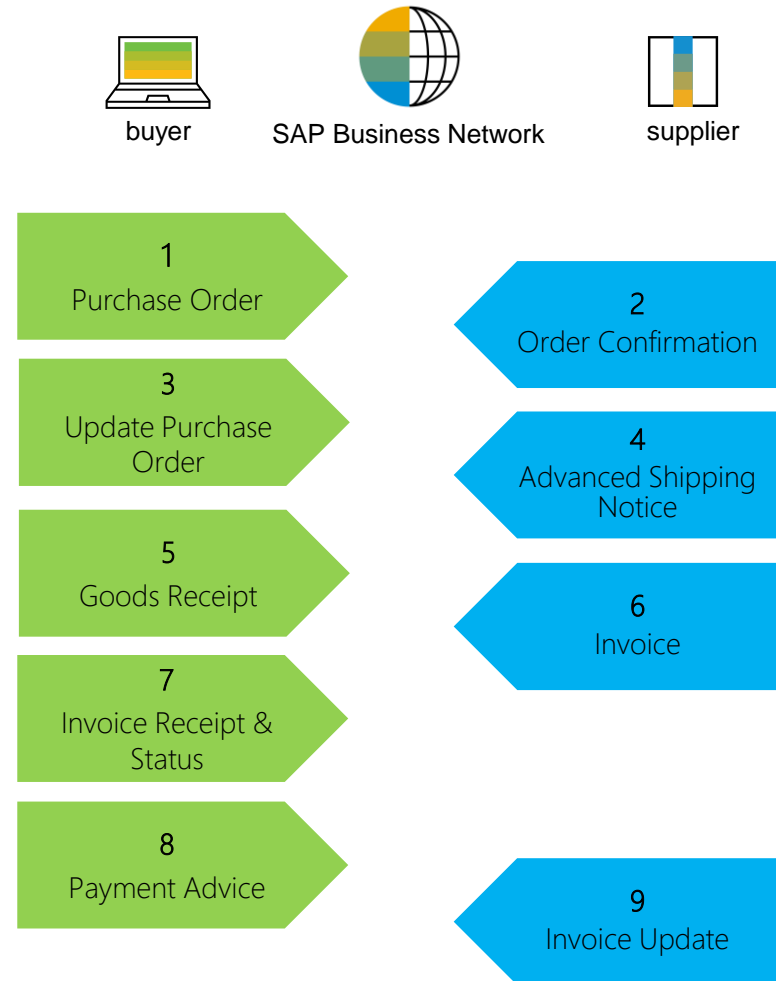 buyer
SAP Business Network
supplier
1
Purchase Order
2
Order Confirmation
3
Update Purchase
Order
4
Advanced Shipping
Notice
5
Goods Receipt
6
Invoice
7
Invoice Receipt &
Status
8
Payment Advice
9
Invoice Update